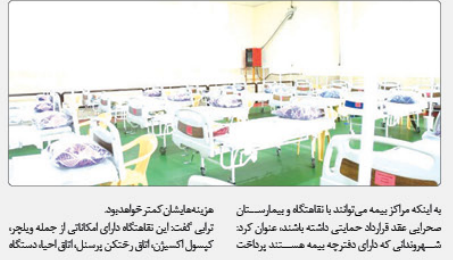 به اینکه مراکز بیمه می‌توانند با نقاهتگاه و بیمارستان
صحرایی عقد قرارداد حمایتی داشته باشند، عنوان کرد:
شهروندانی که دارای دفترچه بیمه هستند پرداخت
هزینه‌هایشان کمتر خواهدبود.
ترابی گفت: این نقاهتگاه دارای امکاناتی از جمله ویلچر،
کپسول اکسیژن، اتاق رختکن پرسنل، اتاق احیا، دستگاه